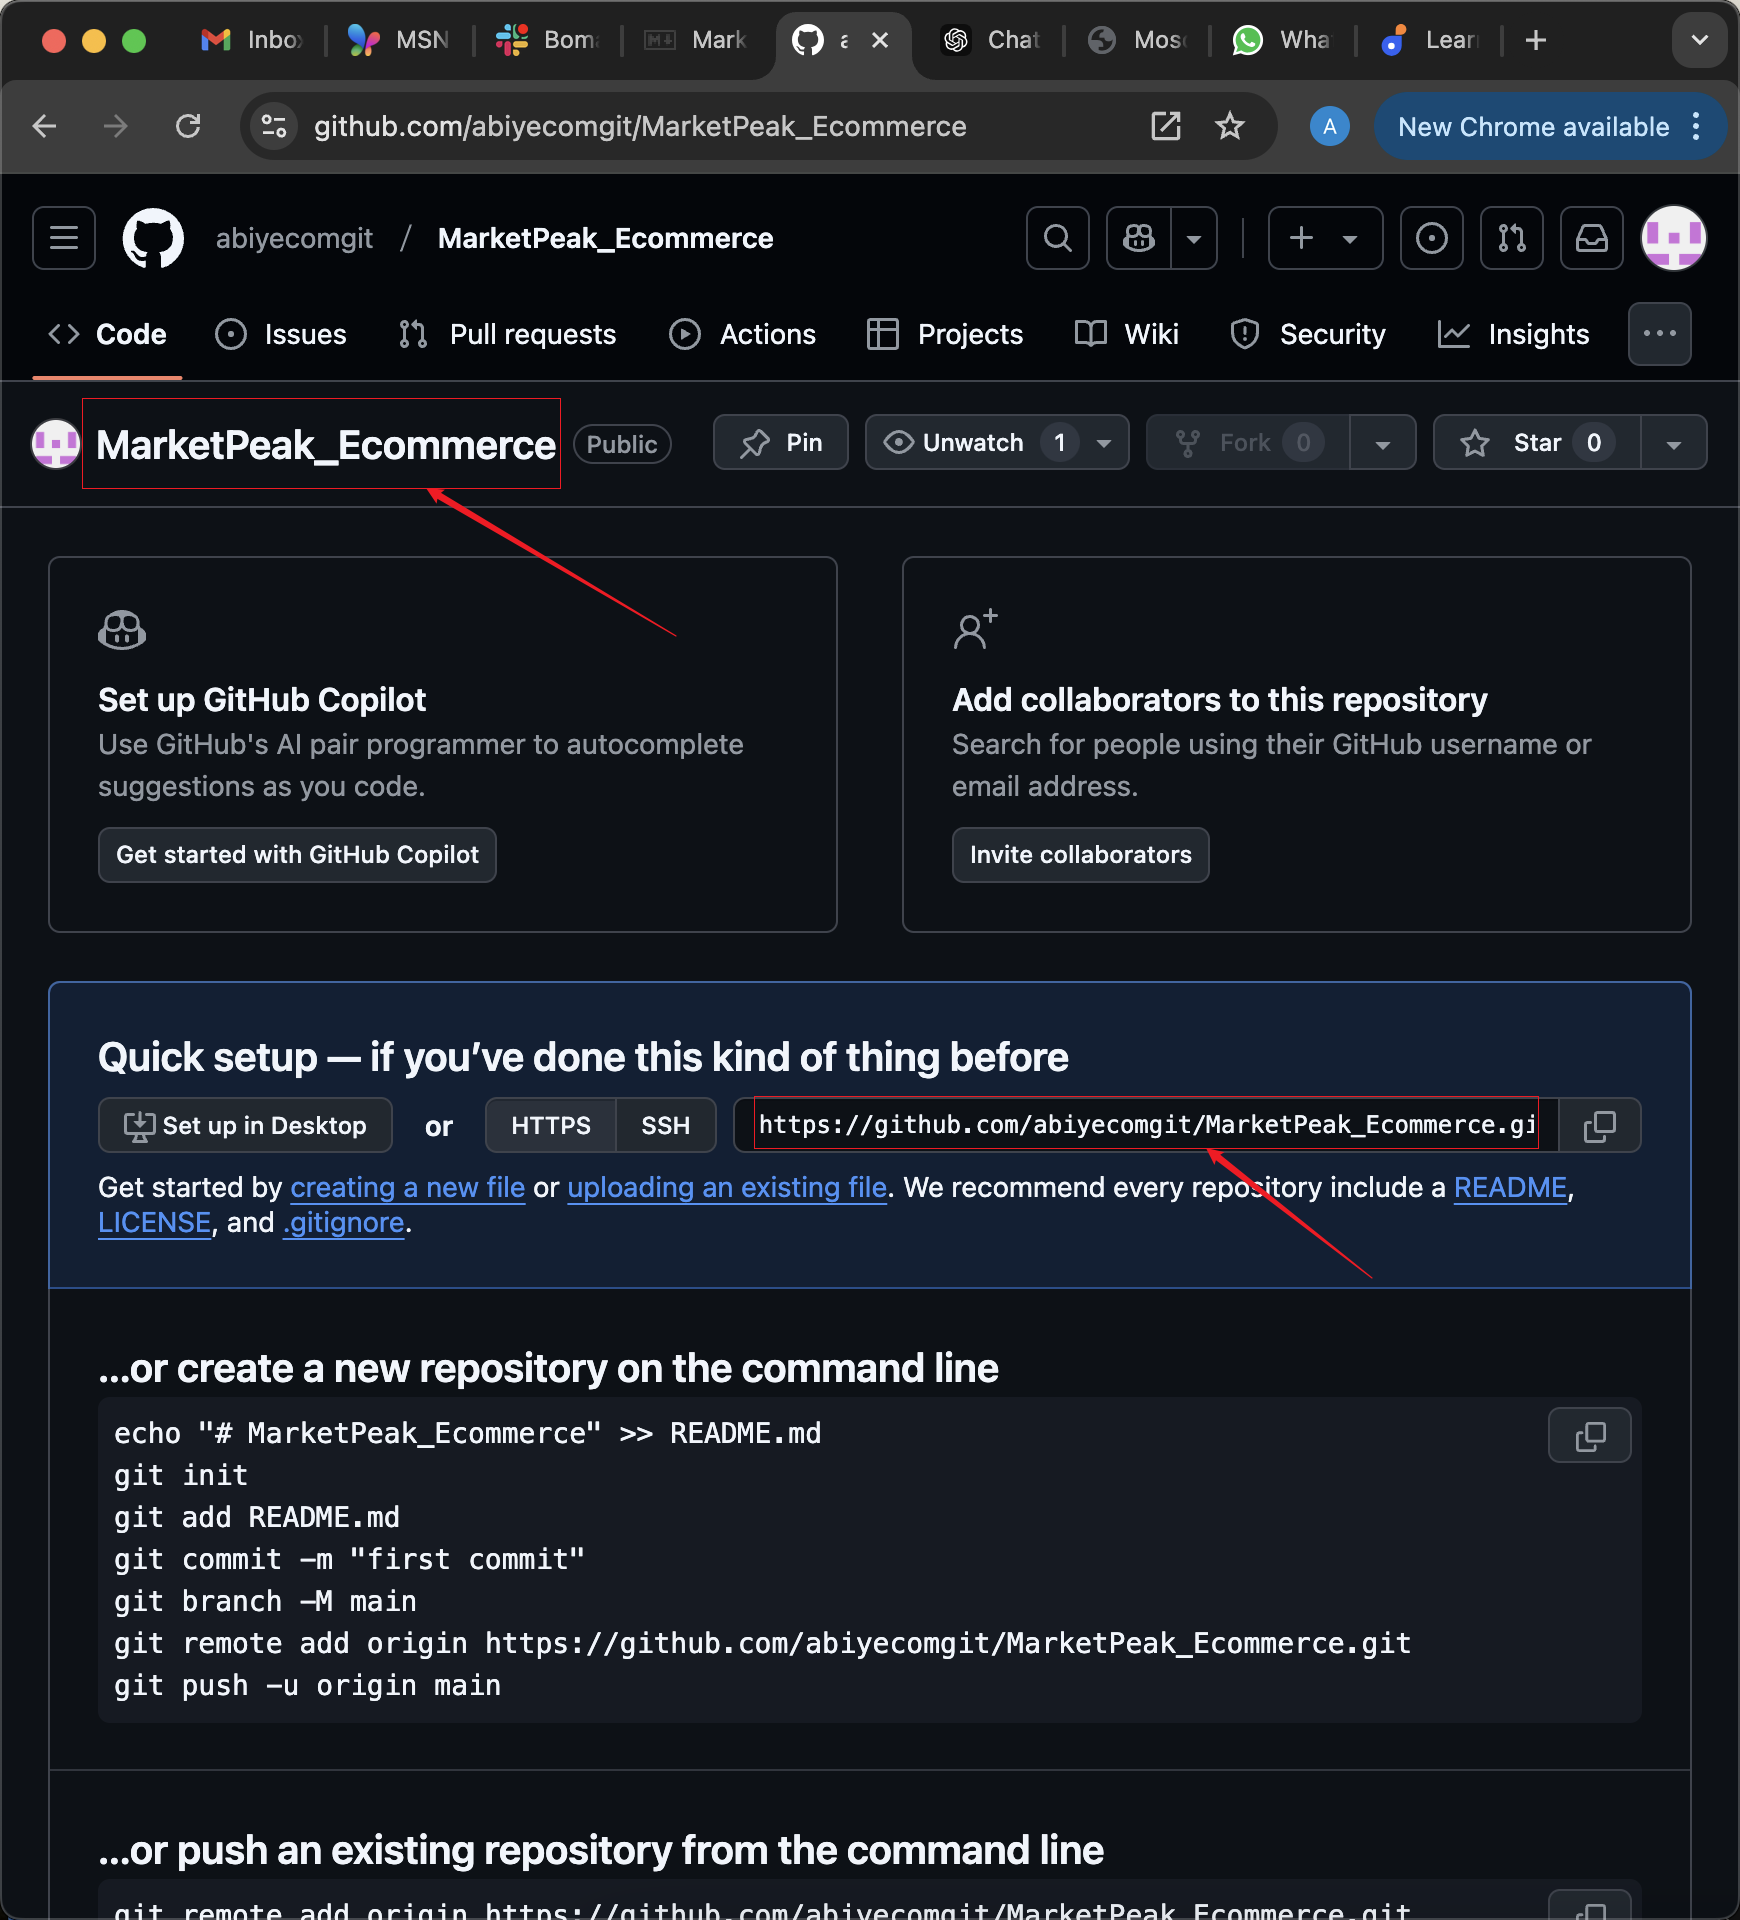 Inbo
MSN
Bom
Mark
Chat
Mos
Wha
Lear
github.com/abiyecomgit/MarketPeak_Ecommerce
A
New Chrome available
abiyecomgit / MarketPeak_Ecommerce
Code
Issues
Pull requests
Actions
Projects
Wiki
Security
Insights
MarketPeak_Ecommerce
Public
Pin
Unwatch 1
Fork 0
Star 0
Set up GitHub Copilot
Use GitHub's AI pair programmer to autocomplete
suggestions as you code.
Get started with GitHub Copilot
Add collaborators to this repository
Search for people using their GitHub username or
email address.
Invite collaborators
Quick setup — if you’ve done this kind of thing before
Set up in Desktop or HTTPS SSH https://github.com/abiyecomgit/MarketPeak_Ecommerce.gi
Get started by creating a new file or uploading an existing file. We recommend every repository include a README,
LICENSE, and .gitignore.
…or create a new repository on the command line
echo "# MarketPeak_Ecommerce" >> README.md
git init
git add README.md
git commit -m "first commit"
git branch -M main
git remote add origin https://github.com/abiyecomgit/MarketPeak_Ecommerce.git
git push -u origin main
…or push an existing repository from the command line
git remote add origin https://github.com/abiyecomgit/MarketPeak_Ecommerce.git